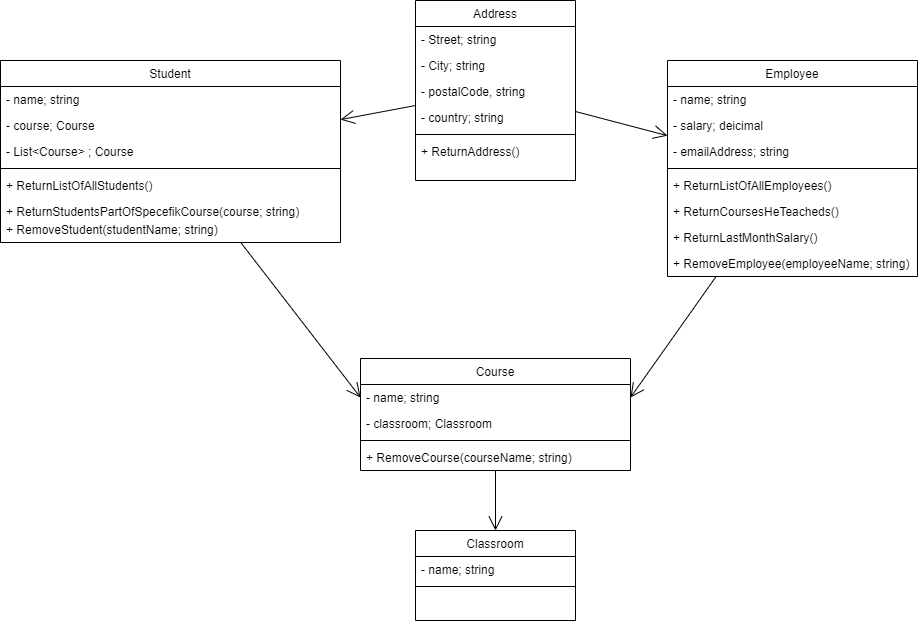 Address
- Street; string
- City; string
- postalCode, string
- country; string
+ ReturnAddress()
Student
- name; string
- course; Course
- List<Course> ; Course
+ ReturnListOfAllStudents()
+ ReturnStudentsPartOfSpecefikCourse(course; string)
+ RemoveStudent(studentName; string)
Employee
- name; string
- salary; deicimal
- emailAddress; string
+ ReturnListOfAllEmployees()
+ ReturnCoursesHeTeacheds()
+ ReturnLastMonthSalary()
+ RemoveEmployee(employeeName; string)
Course
- name; string
- classroom; Classroom
+ RemoveCourse(courseName; string)
Classroom
- name; string